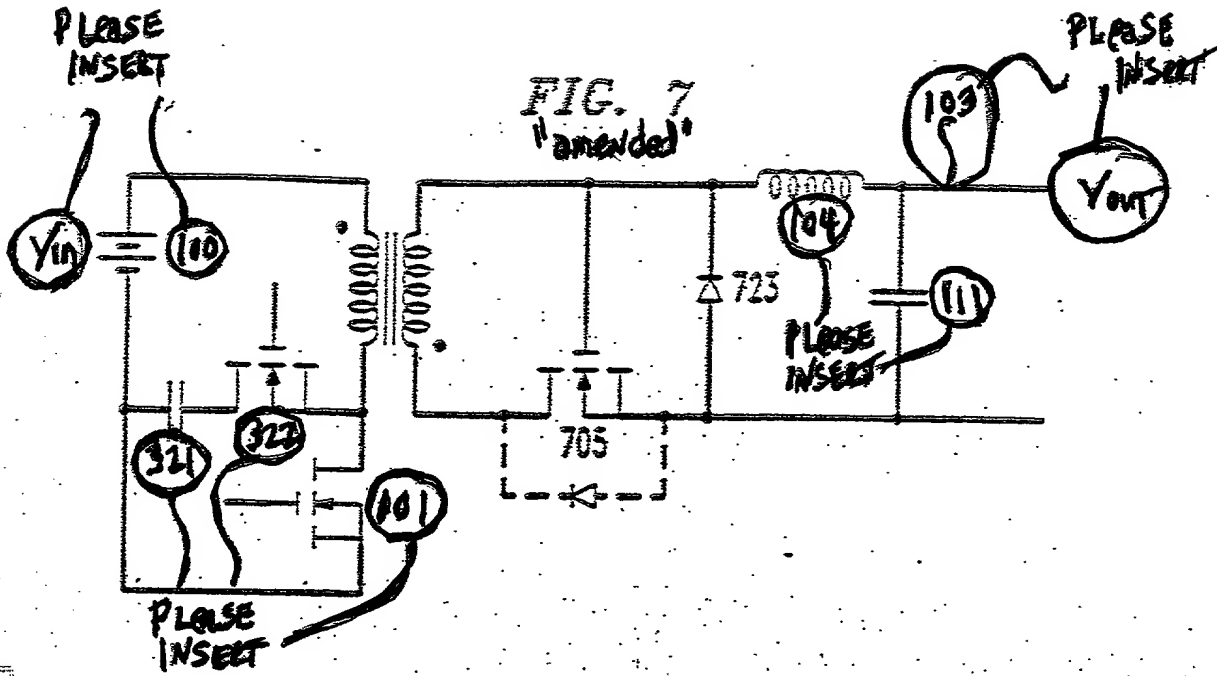 PLEASE
INSERT
PLEASE
INSERT
FIG. 7
"amended"
103
Vin
100
Vout
104
723
111
PLEASE
INSERT
322
321
705
101
PLEASE
INSERT